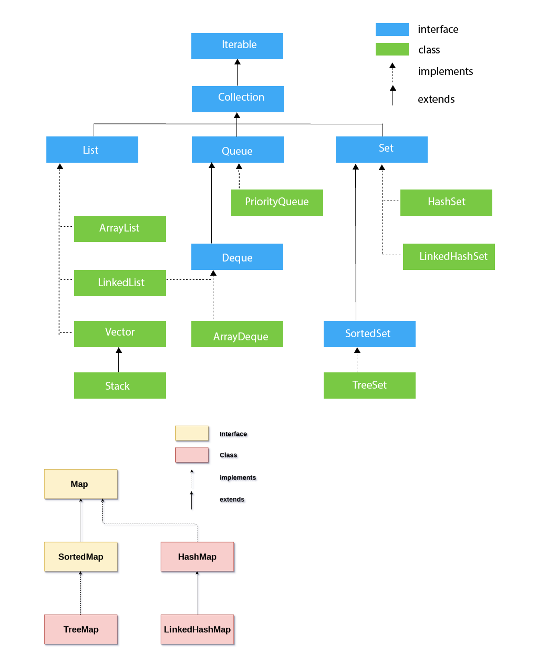 interface
Iterable
class
implements
Collection
extends
List
Queue
Set
PriorityQueue
HashSet
ArrayList
Deque
LinkedHashSet
LinkedList
Vector
ArrayDeque
SortedSet
Stack
TreeSet
Interface
Class
Implements
extends
Map
SortedMap
HashMap
TreeMap
LinkedHashMap